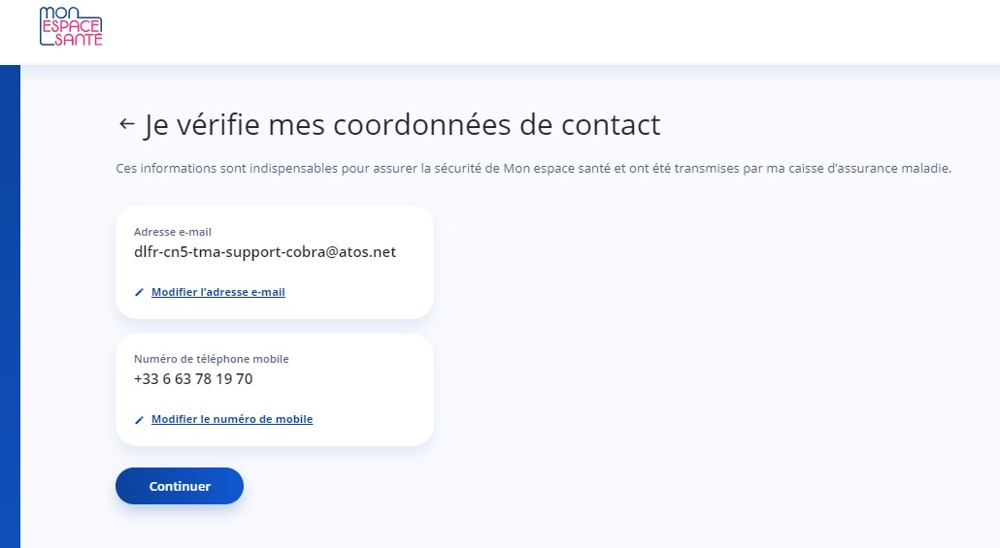 mon
ESPACE
SANTÉ
Je vérifie mes coordonnées de contact
Ces informations sont indispensables pour assurer la sécurité de Mon espace santé et ont été transmises par ma caisse d'assurance maladie.
Adresse e-mail
dlfr-cn5-tma-support-cobra@atos.net
Modifier l'adresse e-mail
Numéro de téléphone mobile
+33 6 63 78 19 70
Modifier le numéro de mobile
Continuer